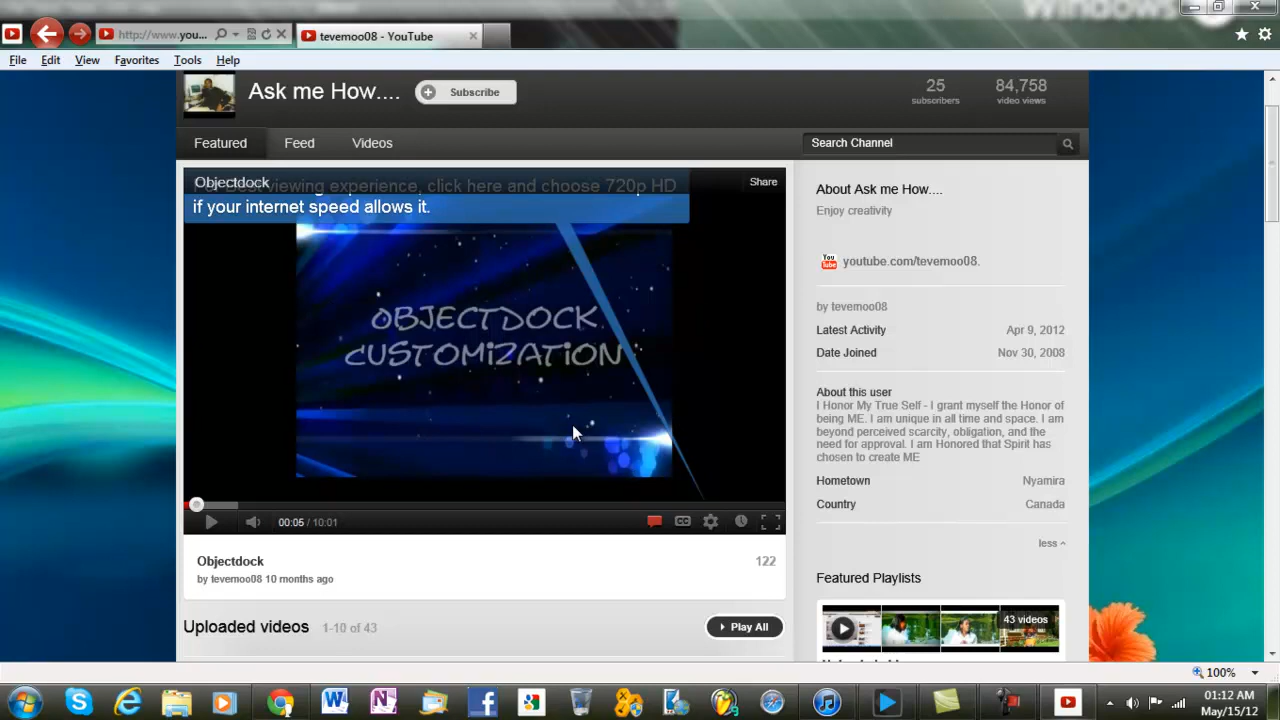 windows
http://www.you...
tevemoo08 - YouTube
File Edit View Favorites Tools Help
Ask me How....
Subscribe
25
subscribers
84,758
video views
Featured Feed Videos
Search Channel
Objectdock
viewing experience, click here and choose 720p HD
if your internet speed allows it.
Share
OBJECTDOCK
CUSTOMIZATION
00:05 / 10:01
CC
Objectdock
122
by tevemoo08 10 months ago
Uploaded videos 1-10 of 43
Play All
About Ask me How....
Enjoy creativity
You
Tube
youtube.com/tevemoo08.
by tevemoo08
Latest Activity Apr 9, 2012
Date Joined Nov 30, 2008
About this user
I Honor My True Self - I grant myself the Honor of
being ME. I am unique in all time and space. I am
beyond perceived scarcity, obligation, and the
need for approval. I am Honored that Spirit has
chosen to create ME
Hometown Nyamira
Country Canada
less
Featured Playlists
43 videos
100%
01:12 AM
May/15/12